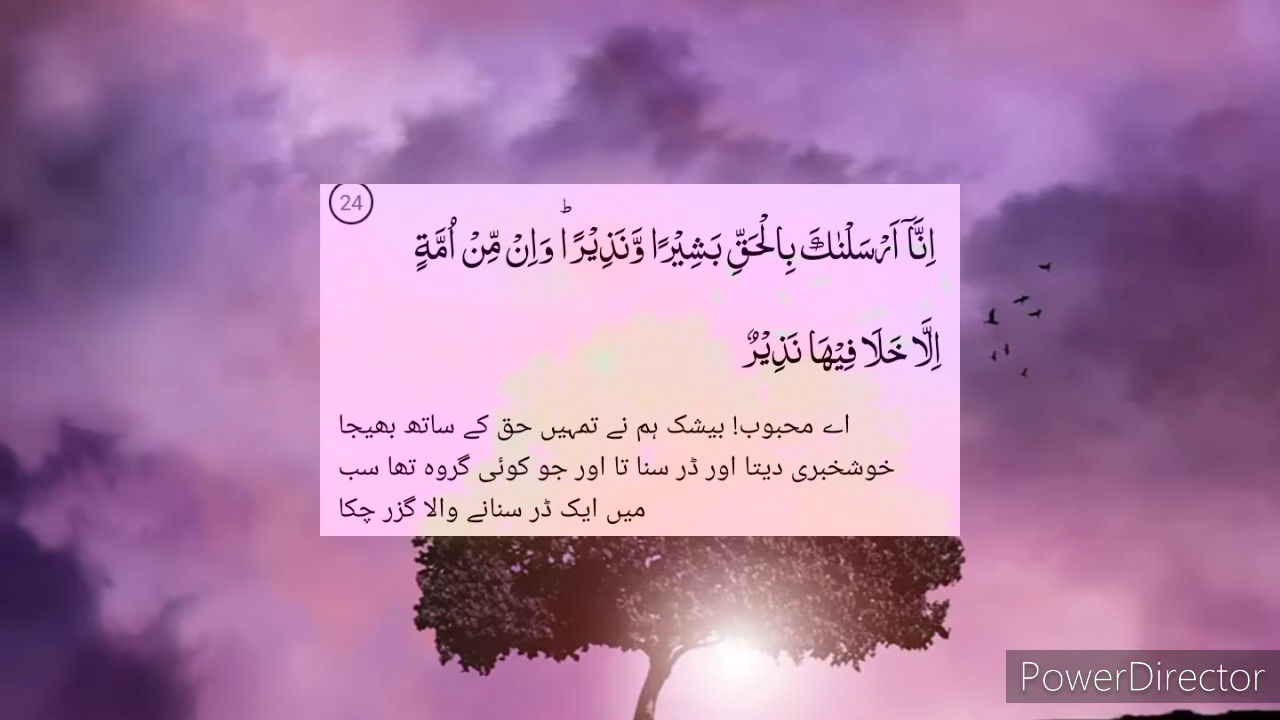 24
اِنَّاۤ اَرۡسَلۡنٰكَ بِالۡحَـقِّ بَشِيۡرًا وَّنَذِيۡرًا ؕ وَاِنۡ مِّنۡ اُمَّةٍ
اِلَّا خَلَا فِيۡهَا نَذِيۡرٌ
اے محبوب! بیشک ہم نے تمہیں حق کے ساتھ بھیجا
خوشخبری دیتا اور ڈر سنا تا اور جو کوئی گروہ تھا سب
میں ایک ڈر سنانے والا گزر چکا
PowerDirector